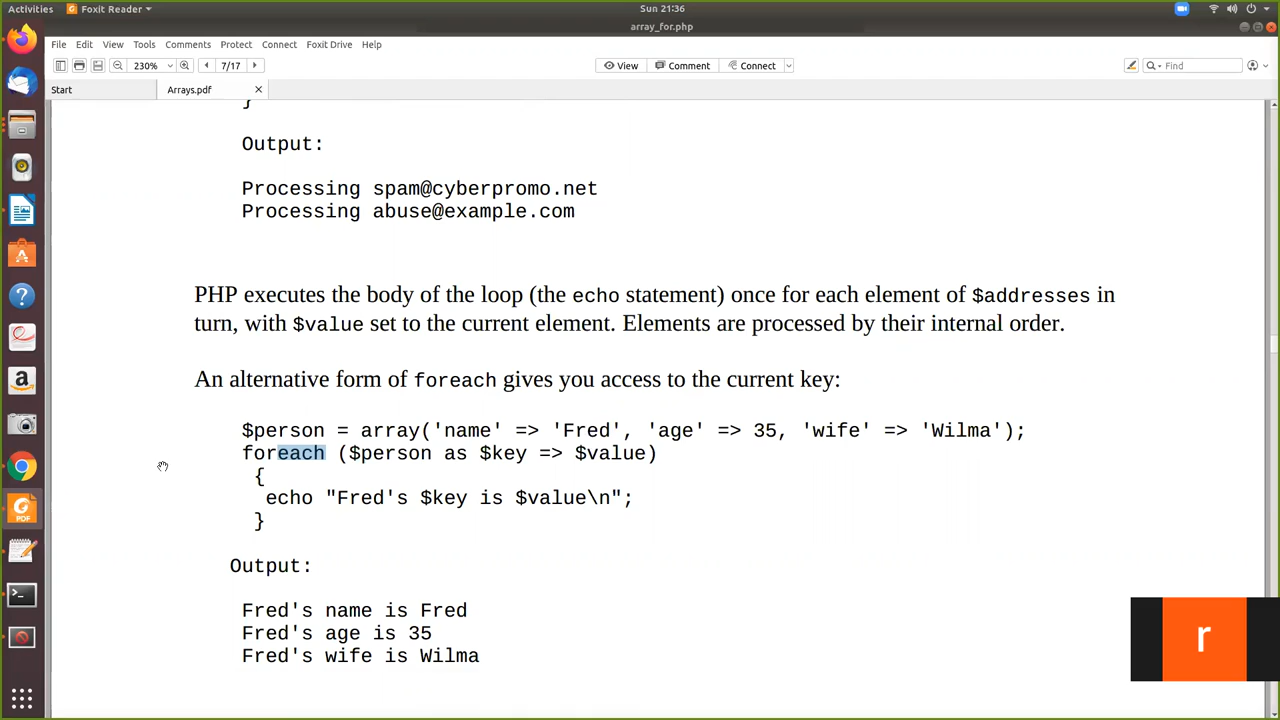 Activities Foxit Reader Sun 21:36
array_for.php
File Edit View Tools Comments Protect Connect Foxit Drive Help
230% 7/17 View Comment Connect Find
Start Arrays.pdf
}
Output:
Processing spam@cyberpromo.net
Processing abuse@example.com
PHP executes the body of the loop (the echo statement) once for each element of $addresses in
turn, with $value set to the current element. Elements are processed by their internal order.
An alternative form of foreach gives you access to the current key:
$person = array('name' => 'Fred', 'age' => 35, 'wife' => 'Wilma');
foreach ($person as $key => $value)
{
echo "Fred's $key is $value\n";
}
Output:
Fred's name is Fred
Fred's age is 35
Fred's wife is Wilma
r